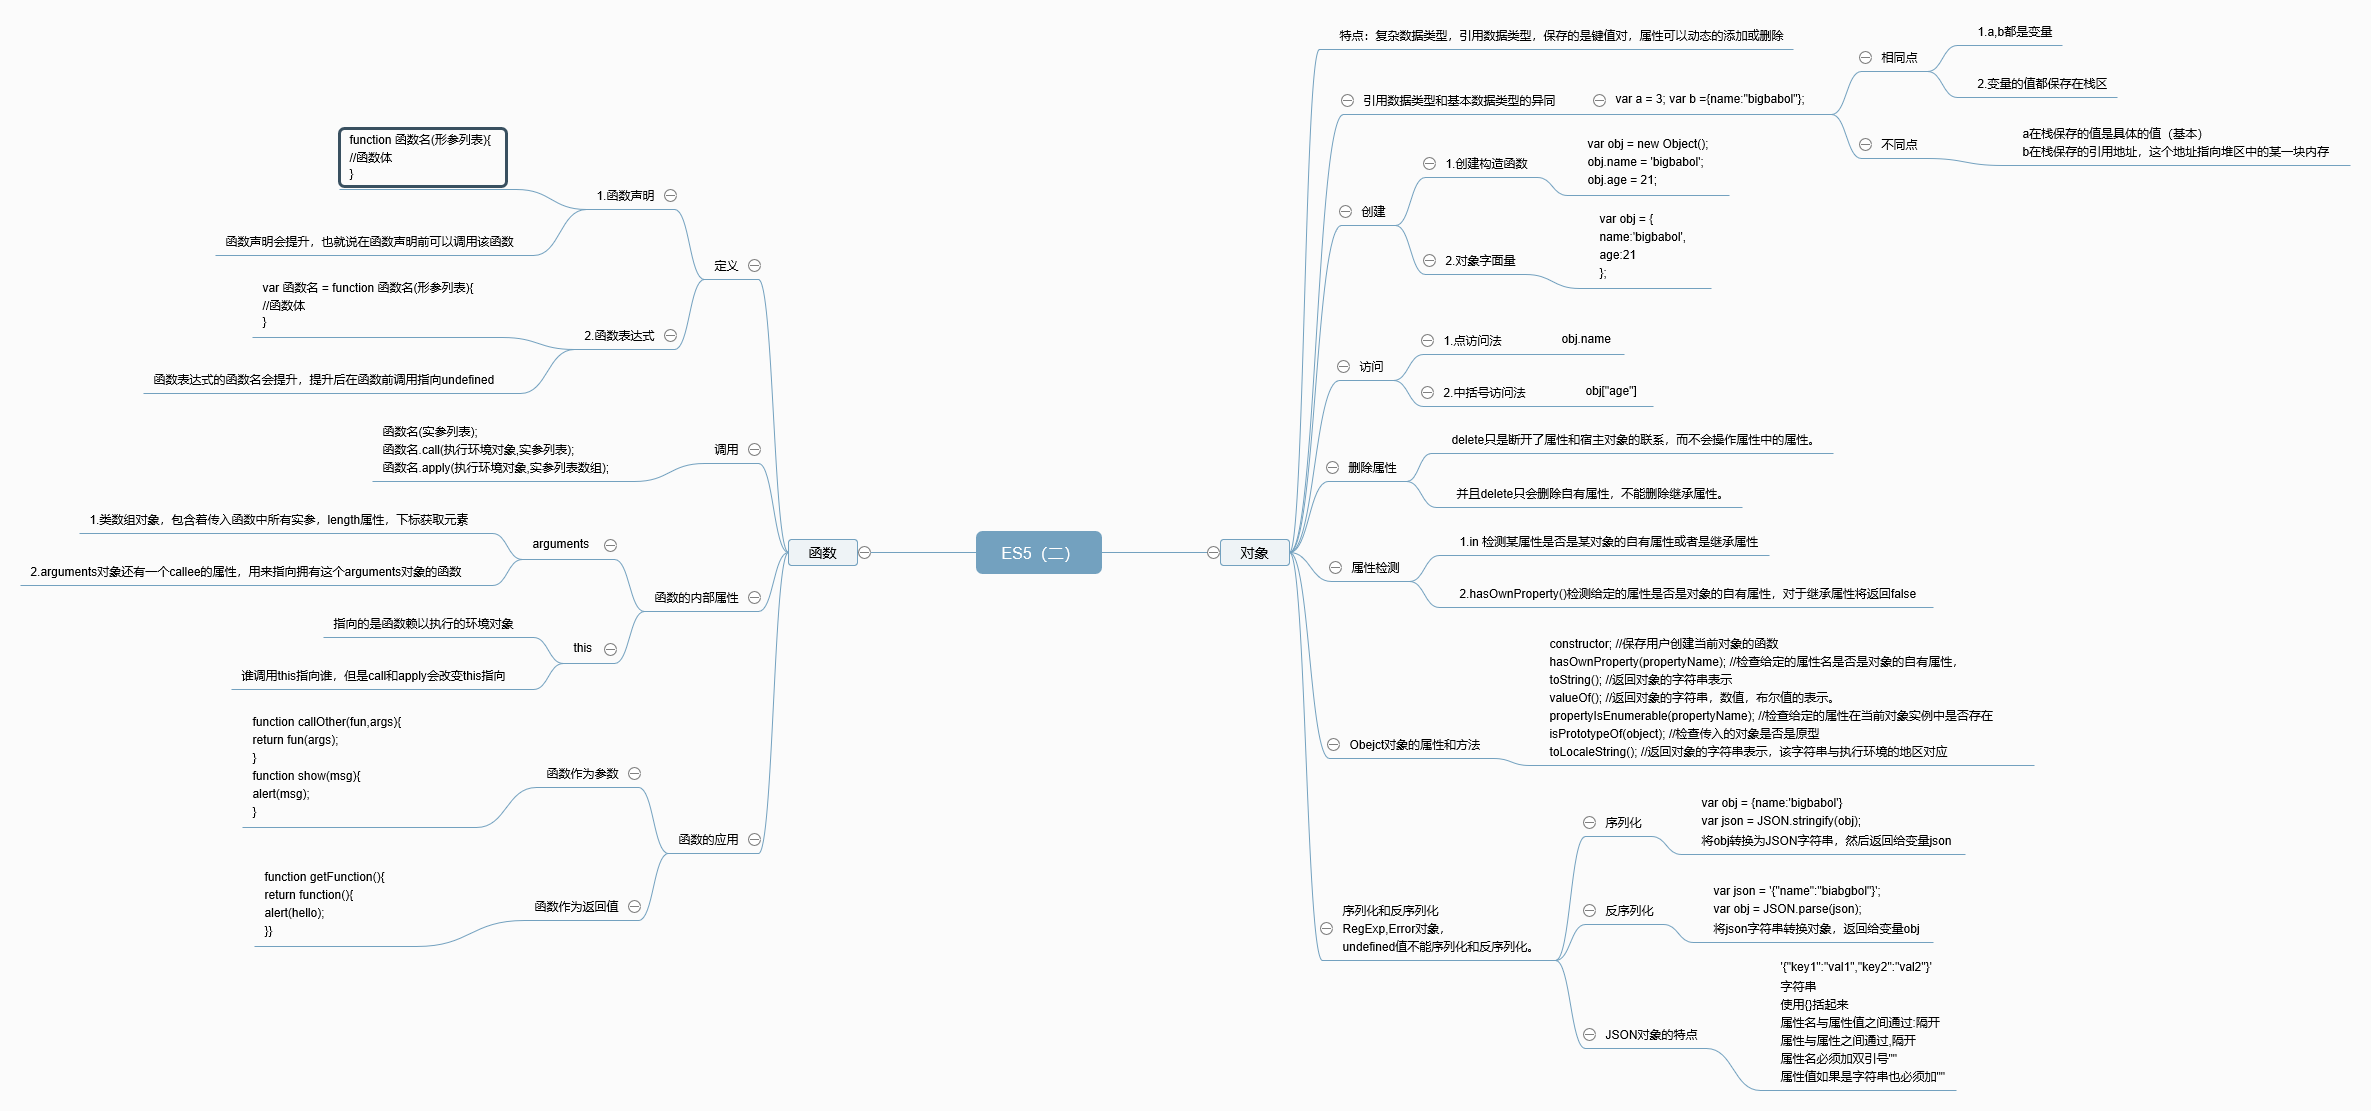 ES5（二）
函数
定义
1.函数声明
function 函数名(形参列表){
//函数体
}
函数声明会提升，也就说在函数声明前可以调用该函数
2.函数表达式
var 函数名 = function 函数名(形参列表){
//函数体
}
函数表达式的函数名会提升，提升后在函数前调用指向undefined
调用
函数名(实参列表);
函数名.call(执行环境对象,实参列表);
函数名.apply(执行环境对象,实参列表数组);
函数的内部属性
arguments
1.类数组对象，包含着传入函数中所有实参，length属性，下标获取元素
2.arguments对象还有一个callee的属性，用来指向拥有这个arguments对象的函数
this
指向的是函数赖以执行的环境对象
谁调用this指向谁，但是call和apply会改变this指向
函数的应用
函数作为参数
function callOther(fun,args){
return fun(args);
}
function show(msg){
alert(msg);
}
函数作为返回值
function getFunction(){
return function(){
alert(hello);
}}
对象
特点：复杂数据类型，引用数据类型，保存的是键值对，属性可以动态的添加或删除
引用数据类型和基本数据类型的异同
var a = 3; var b ={name:"bigbabol"};
相同点
1.a,b都是变量
2.变量的值都保存在栈区
不同点
a在栈保存的值是具体的值（基本）
b在栈保存的引用地址，这个地址指向堆区中的某一块内存
创建
1.创建构造函数
var obj = new Object();
obj.name = 'bigbabol';
obj.age = 21;
2.对象字面量
var obj = {
name:'bigbabol',
age:21
};
访问
1.点访问法
obj.name
2.中括号访问法
obj["age"]
删除属性
delete只是断开了属性和宿主对象的联系，而不会操作属性中的属性。
并且delete只会删除自有属性，不能删除继承属性。
属性检测
1.in 检测某属性是否是某对象的自有属性或者是继承属性
2.hasOwnProperty()检测给定的属性是否是对象的自有属性，对于继承属性将返回false
Obejct对象的属性和方法
constructor; //保存用户创建当前对象的函数
hasOwnProperty(propertyName); //检查给定的属性名是否是对象的自有属性，
toString(); //返回对象的字符串表示
valueOf(); //返回对象的字符串，数值，布尔值的表示。
propertyIsEnumerable(propertyName); //检查给定的属性在当前对象实例中是否存在
isPrototypeOf(object); //检查传入的对象是否是原型
toLocaleString(); //返回对象的字符串表示，该字符串与执行环境的地区对应
序列化和反序列化
RegExp,Error对象，
undefined值不能序列化和反序列化。
序列化
var obj = {name:'bigbabol'}
var json = JSON.stringify(obj);
将obj转换为JSON字符串，然后返回给变量json
反序列化
var json = '{"name":"biabgbol"}';
var obj = JSON.parse(json);
将json字符串转换对象，返回给变量obj
JSON对象的特点
'{"key1":"val1","key2":"val2"}'
字符串
使用{}括起来
属性名与属性值之间通过:隔开
属性与属性之间通过,隔开
属性名必须加双引号""
属性值如果是字符串也必须加""